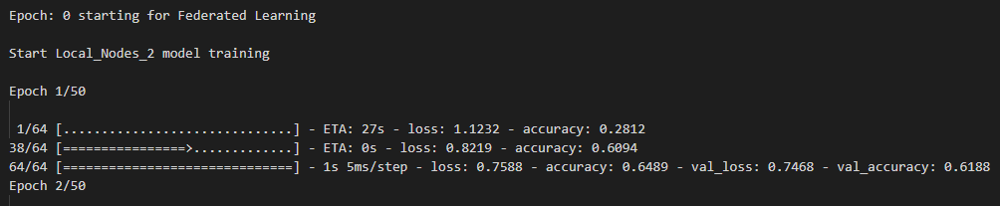 Epoch: 0 starting for Federated Learning
Start Local_Nodes_2 model training
Epoch 1/50
1/64 [..............................] - ETA: 27s - loss: 1.1232 - accuracy: 0.2812
38/64 [================>.............] - ETA: 0s - loss: 0.8219 - accuracy: 0.6094
64/64 [==============================] - 1s 5ms/step - loss: 0.7588 - accuracy: 0.6489 - val_loss: 0.7468 - val_accuracy: 0.6188
Epoch 2/50